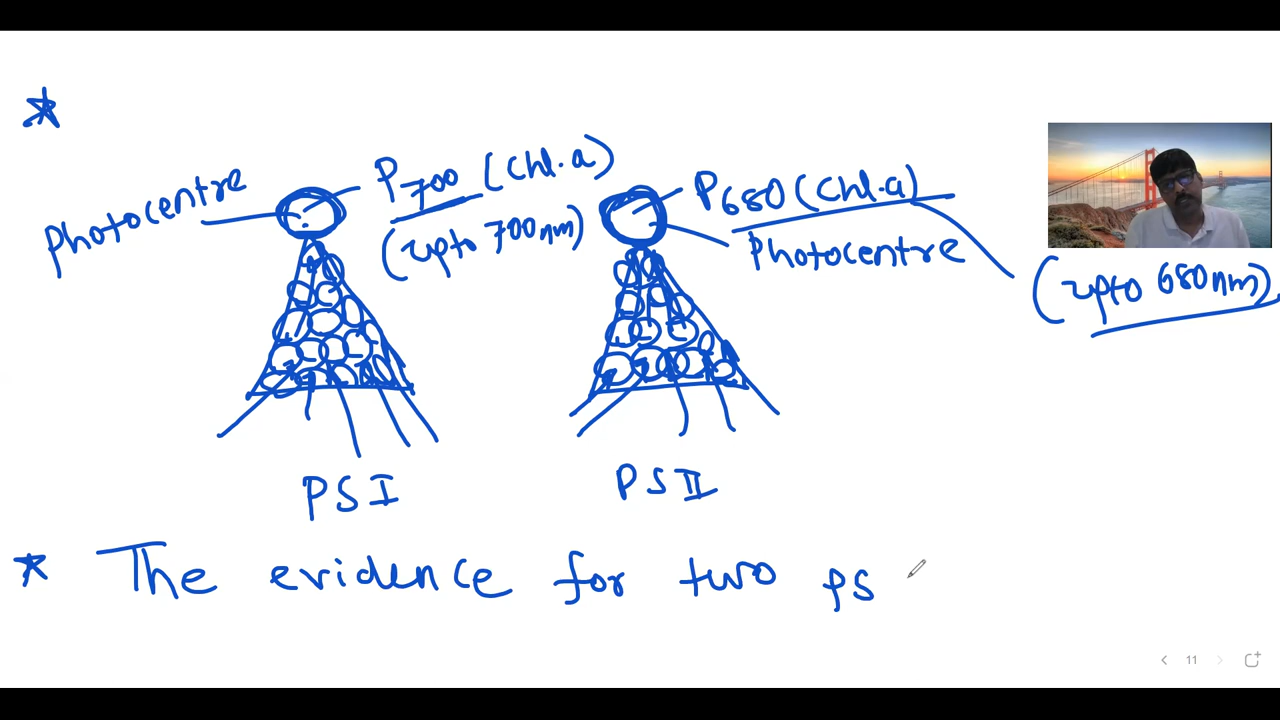 *
Photocentre
P700 (Chl.a)
(upto 700nm)
P680 (Chl.a)
Photocentre
(upto 680nm)
PS I
PS II
* The evidence for two PS
11